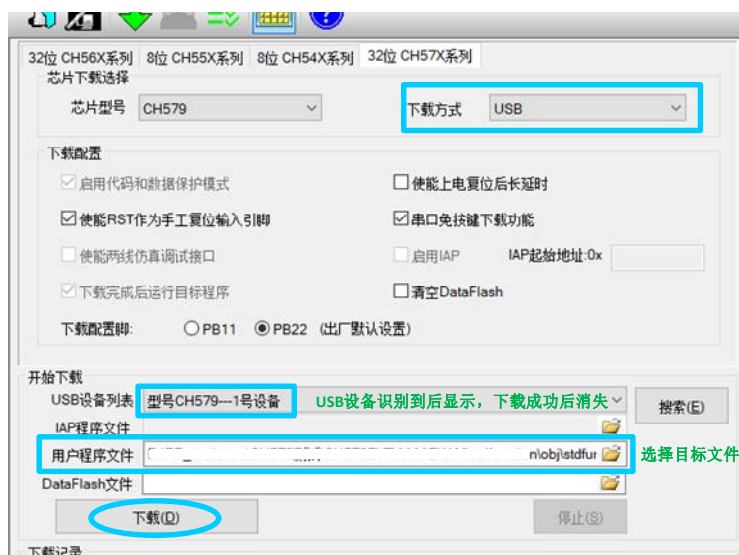 32位 CH56X系列 8位 CH55X系列 8位 CH54X系列 32位 CH57X系列
芯片下载选择
芯片型号 CH579 下载方式 USB
下载配置
启用代码和数据保护模式 使能上电复位后长延时
使能RST作为手工复位输入引脚 串口免按键下载功能
使能两线仿真调试接口 启用IAP IAP起始地址:0x
下载完成后运行目标程序 清空DataFlash
下载配置脚: PB11 PB22 (出厂默认设置)
开始下载
USB设备列表 型号CH579---1号设备 USB设备识别到后显示，下载成功后消失 搜索(E)
IAP程序文件
用户程序文件 n\obj\stdfur 选择目标文件
DataFlash文件
下载(D) 停止(S)
下载记录